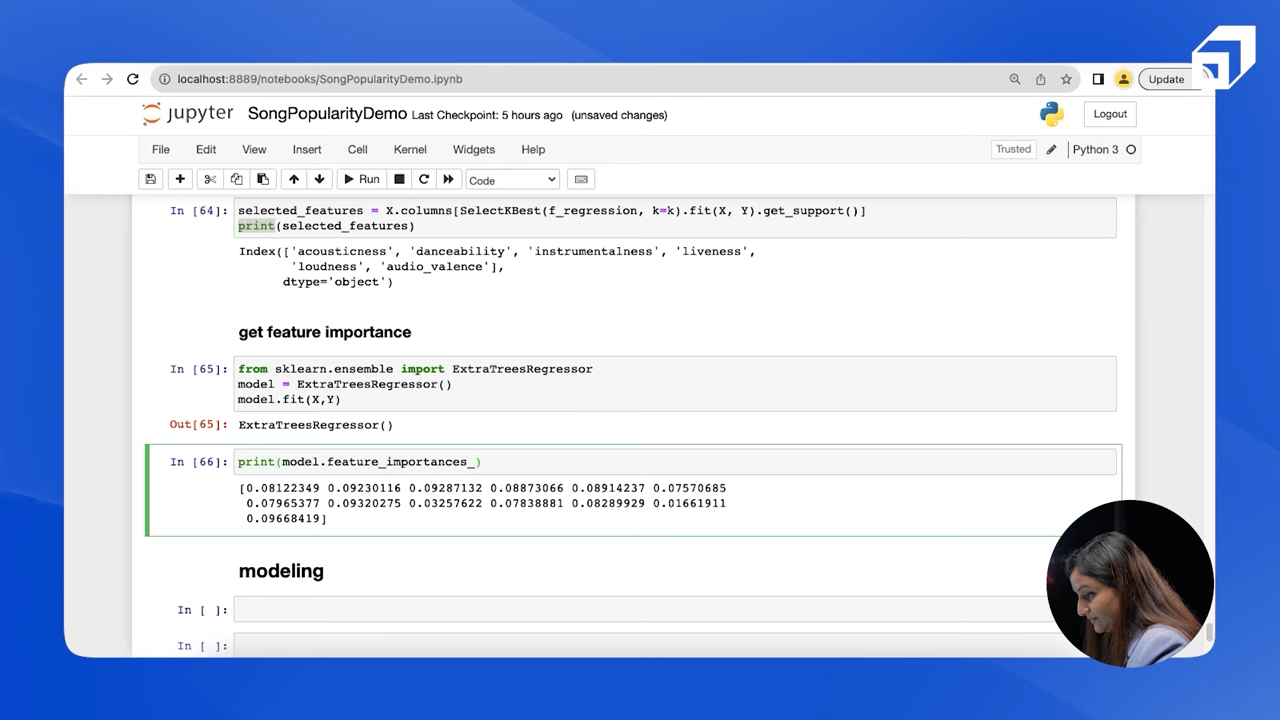 localhost:8889/notebooks/SongPopularityDemo.ipynb
Update
jupyter SongPopularityDemo Last Checkpoint: 5 hours ago (unsaved changes)
Logout
File Edit View Insert Cell Kernel Widgets Help Trusted Python 3
Run Code
In [64]: selected_features = X.columns[SelectKBest(f_regression, k=k).fit(X, Y).get_support()]
print(selected_features)
Index(['acousticness', 'danceability', 'instrumentalness', 'liveness',
'loudness', 'audio_valence'],
dtype='object')
get feature importance
In [65]: from sklearn.ensemble import ExtraTreesRegressor
model = ExtraTreesRegressor()
model.fit(X,Y)
Out[65]: ExtraTreesRegressor()
In [66]: print(model.feature_importances_)
[0.08122349 0.09230116 0.09287132 0.08873066 0.08914237 0.07570685
0.07965377 0.09320275 0.03257622 0.07838881 0.08289929 0.01661911
0.09668419]
modeling
In [ ]:
In [ ]: